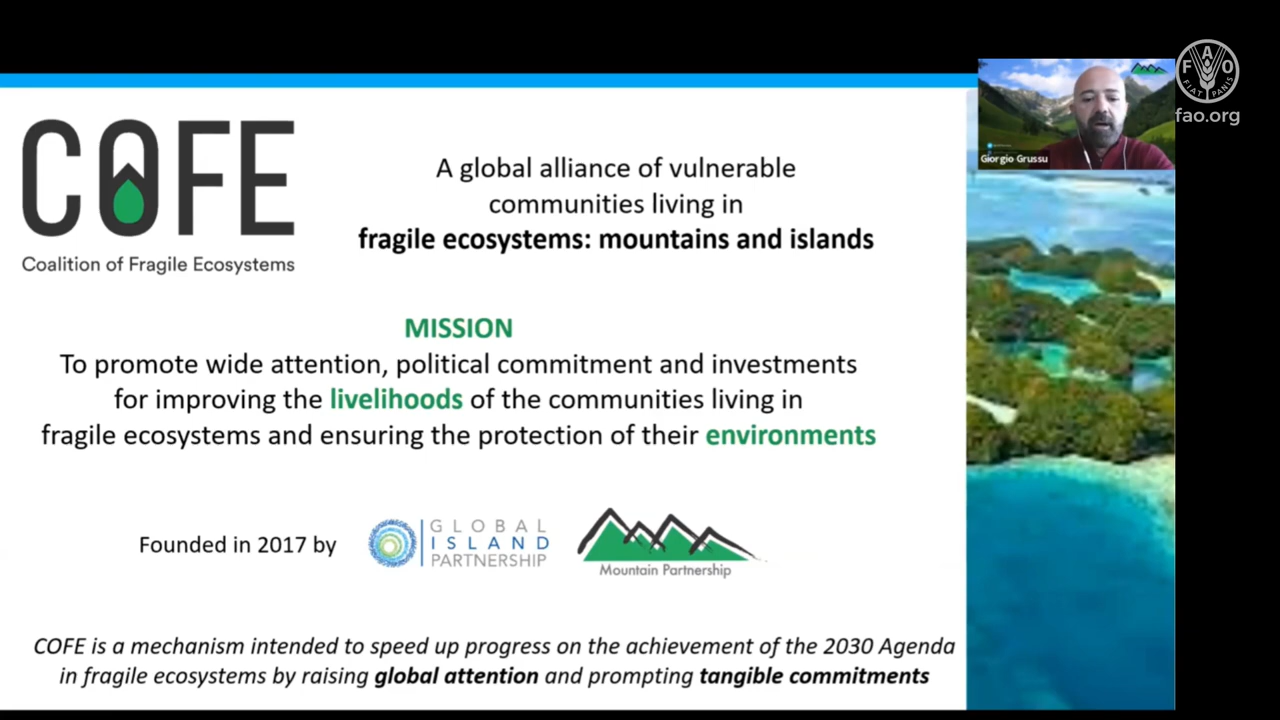 COFE
Coalition of Fragile Ecosystems
A global alliance of vulnerable
communities living in
fragile ecosystems: mountains and islands
MISSION
To promote wide attention, political commitment and investments
for improving the livelihoods of the communities living in
fragile ecosystems and ensuring the protection of their environments
Founded in 2017 by
GLOBAL
ISLAND
PARTNERSHIP
Mountain Partnership
COFE is a mechanism intended to speed up progress on the achievement of the 2030 Agenda
in fragile ecosystems by raising global attention and prompting tangible commitments
Giorgio Grussu
FAO
FIAT PANIS
fao.org